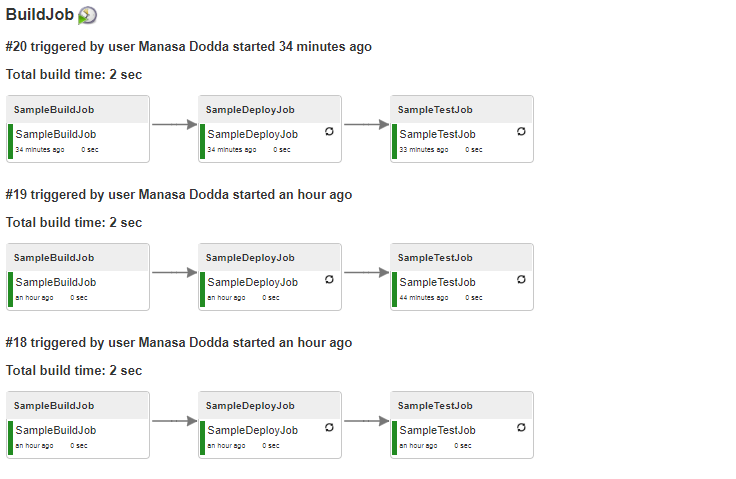 BuildJob
#20 triggered by user Manasa Dodda started 34 minutes ago
Total build time: 2 sec
SampleBuildJob SampleDeployJob SampleTestJob
SampleBuildJob SampleDeployJob SampleTestJob
34 minutes ago 0 sec 34 minutes ago 0 sec 33 minutes ago 0 sec
#19 triggered by user Manasa Dodda started an hour ago
Total build time: 2 sec
SampleBuildJob SampleDeployJob SampleTestJob
SampleBuildJob SampleDeployJob SampleTestJob
an hour ago 0 sec an hour ago 0 sec 44 minutes ago 0 sec
#18 triggered by user Manasa Dodda started an hour ago
Total build time: 2 sec
SampleBuildJob SampleDeployJob SampleTestJob
SampleBuildJob SampleDeployJob SampleTestJob
an hour ago 0 sec an hour ago 0 sec an hour ago 0 sec